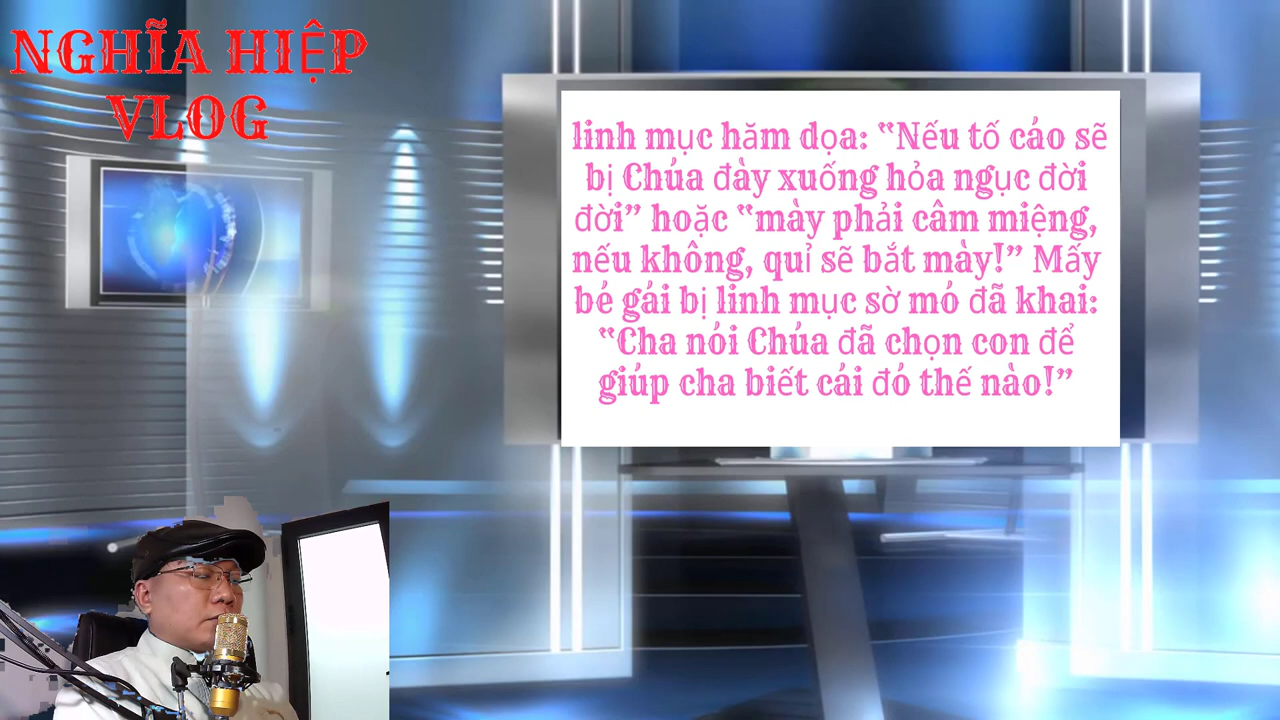 NGHĨA HIỆP
VLOG
linh mục hăm dọa: "Nếu tố cáo sẽ
bị Chúa đày xuống hỏa ngục đời
đời" hoặc "mày phải câm miệng,
nếu không, quỉ sẽ bắt mày!" Mấy
bé gái bị linh mục sờ mó đã khai:
"Cha nói Chúa đã chọn con để
giúp cha biết cái đó thế nào!"